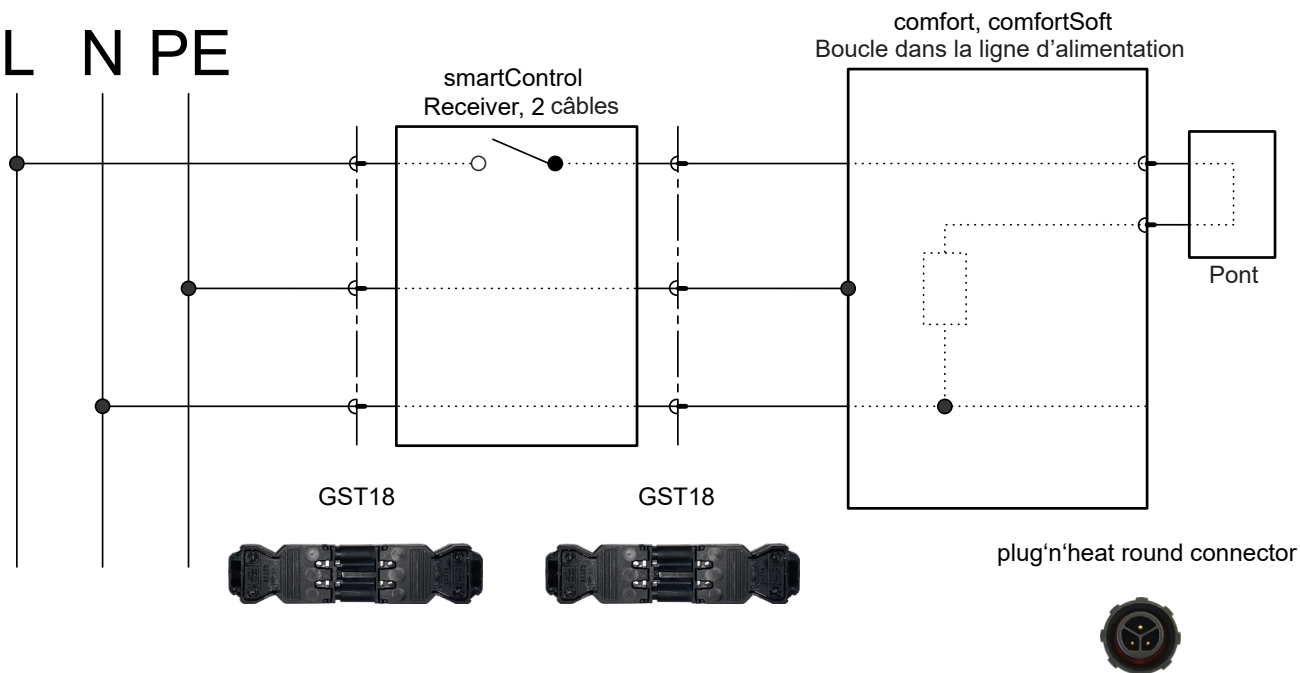 L N PE
smartControl
Receiver, 2 câbles
comfort, comfortSoft
Boucle dans la ligne d’alimentation
Pont
GST18
GST18
plug‘n‘heat round connector